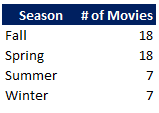 Season # of Movies
Fall 18
Spring 18
Summer 7
Winter 7